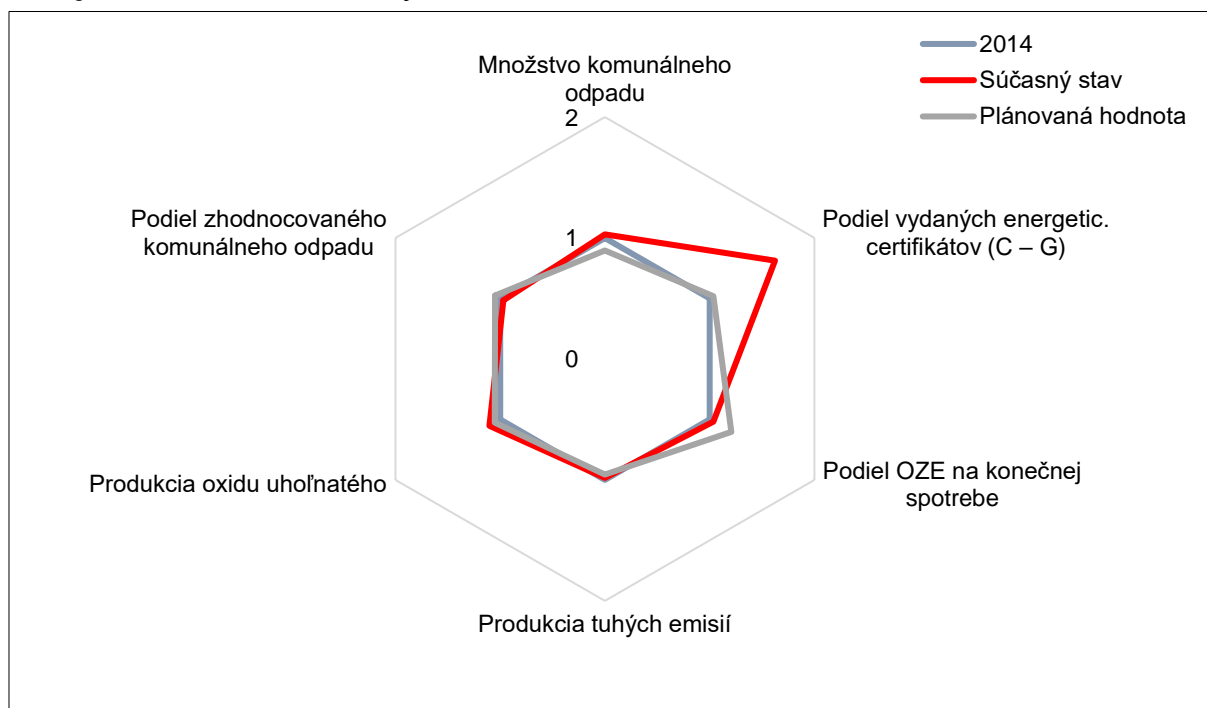 2014
Súčasný stav
Plánovaná hodnota
Množstvo komunálneho
odpadu
2
Podiel vydaných energetic.
certifikátov (C – G)
Podiel zhodnocovaného
komunálneho odpadu
1
0
Podiel OZE na konečnej
spotrebe
Produkcia oxidu uhoľnatého
Produkcia tuhých emisií